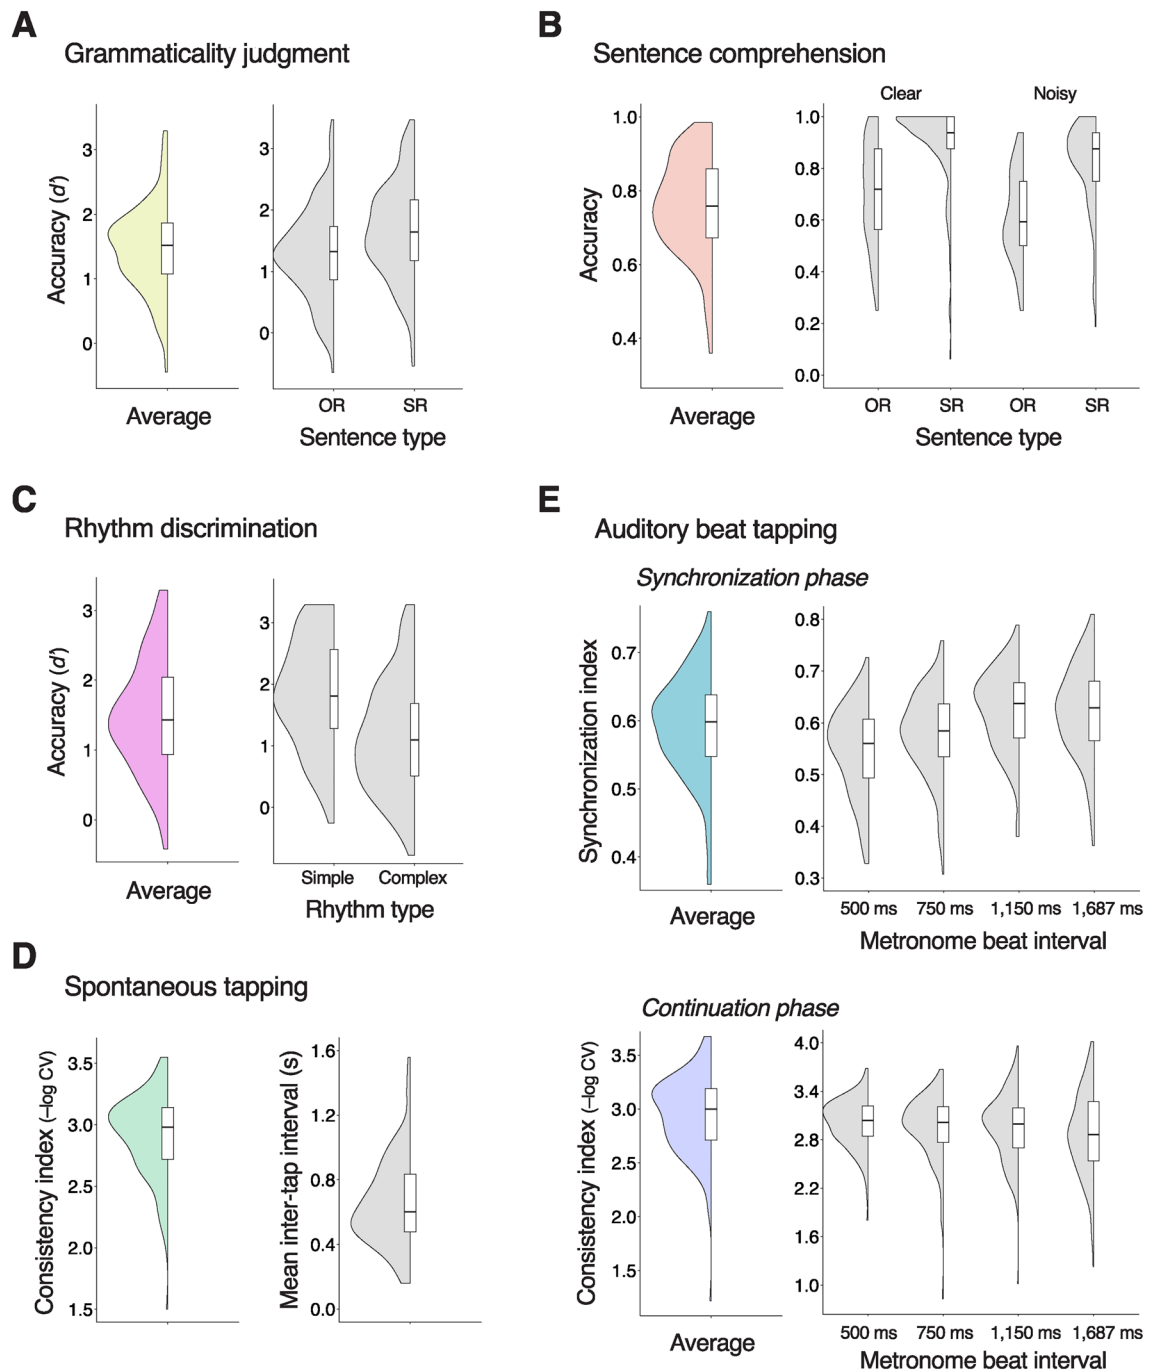 A
Grammaticality judgment
Accuracy (d')
3
2
1
0
Average
3
2
1
0
OR
SR
Sentence type
B
Sentence comprehension
Accuracy
1.0
0.8
0.6
0.4
Average
Clear
Noisy
1.0
0.8
0.6
0.4
0.2
0.0
OR
SR
OR
SR
Sentence type
C
Rhythm discrimination
Accuracy (d')
3
2
1
0
Average
3
2
1
0
Simple
Complex
Rhythm type
E
Auditory beat tapping
Synchronization phase
Synchronization index
0.7
0.6
0.5
0.4
Average
0.8
0.7
0.6
0.5
0.4
0.3
500 ms
750 ms
1,150 ms
1,687 ms
Metronome beat interval
D
Spontaneous tapping
Consistency index (–log CV)
3.5
3.0
2.5
2.0
1.5
Mean inter-tap interval (s)
1.6
1.2
0.8
0.4
0.0
Continuation phase
Consistency index (–log CV)
3.5
3.0
2.5
2.0
1.5
Average
4.0
3.4
2.8
2.2
1.6
1.0
500 ms
750 ms
1,150 ms
1,687 ms
Metronome beat interval